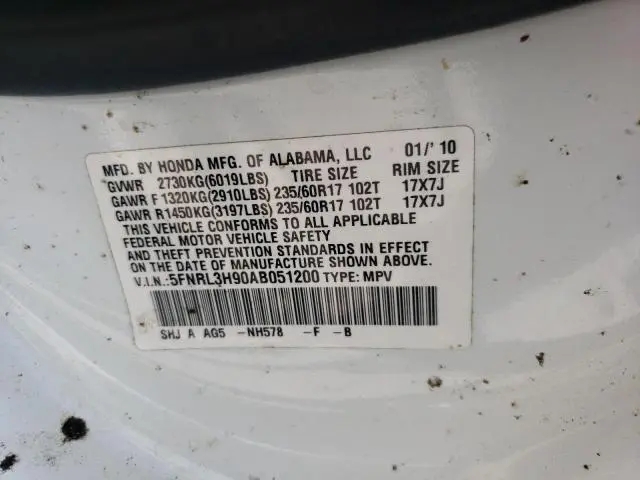 MFD. BY HONDA MFG. OF ALABAMA, LLC 01/'10
GVWR 2730KG(6019LBS) TIRE SIZE RIM SIZE
GAWR F1320KG(2910LBS) 235/60R17 102T 17X7J
GAWR R1450KG(3197LBS) 235/60R17 102T 17X7J
THIS VEHICLE CONFORMS TO ALL APPLICABLE
FEDERAL MOTOR VEHICLE SAFETY
AND THEFT PREVENTION STANDARDS IN EFFECT
ON THE DATE OF MANUFACTURE SHOWN ABOVE.
V.I.N.:5FNRL3H90AB051200 TYPE: MPV
SHJ A AG5 -NH578 -F -B